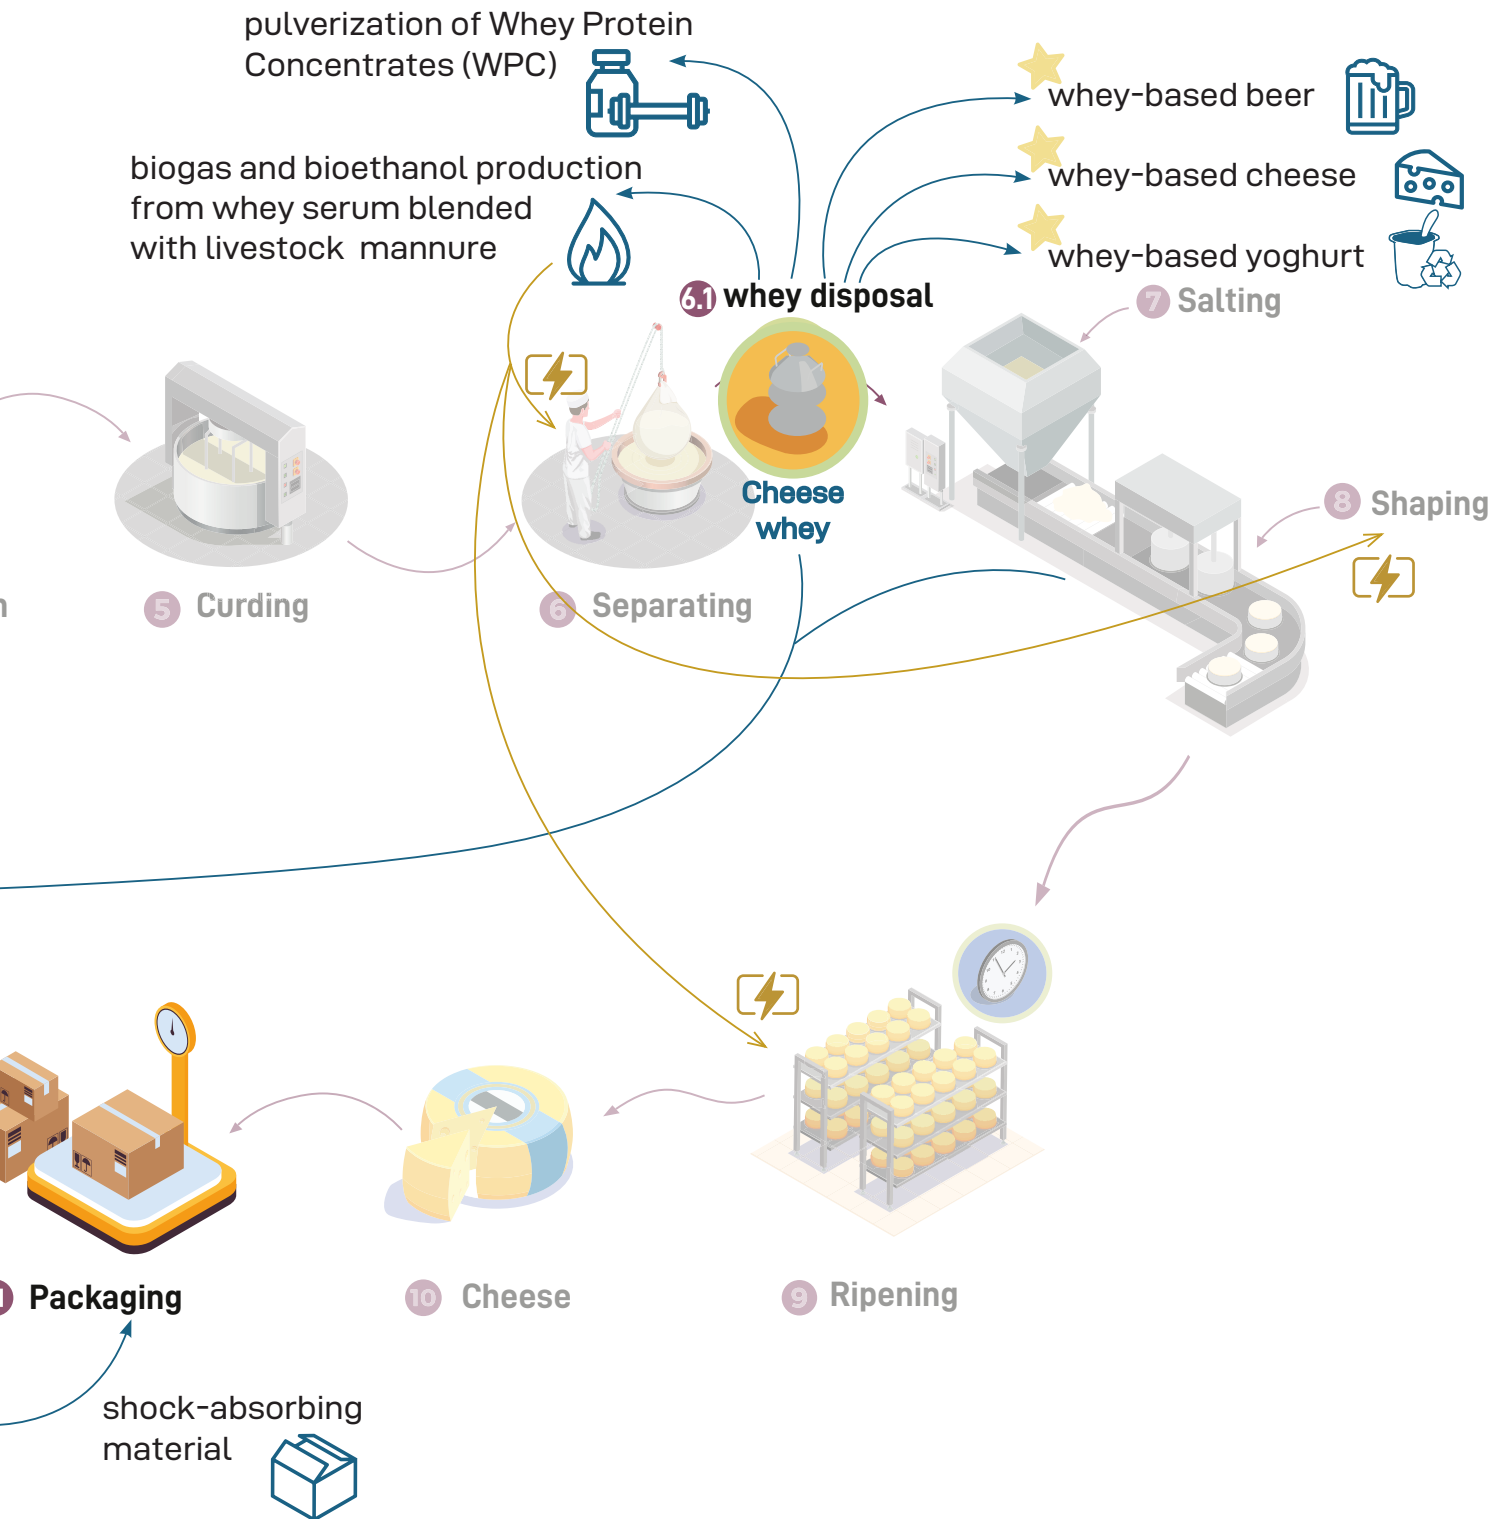 pulverization of Whey Protein
Concentrates (WPC)
whey-based beer
biogas and bioethanol production
from whey serum blended
with livestock mannure
whey-based cheese
whey-based yoghurt
6.1 whey disposal
7 Salting
Cheese
whey
8 Shaping
n
5 Curding
6 Separating
1 Packaging
10 Cheese
9 Ripening
shock-absorbing
material